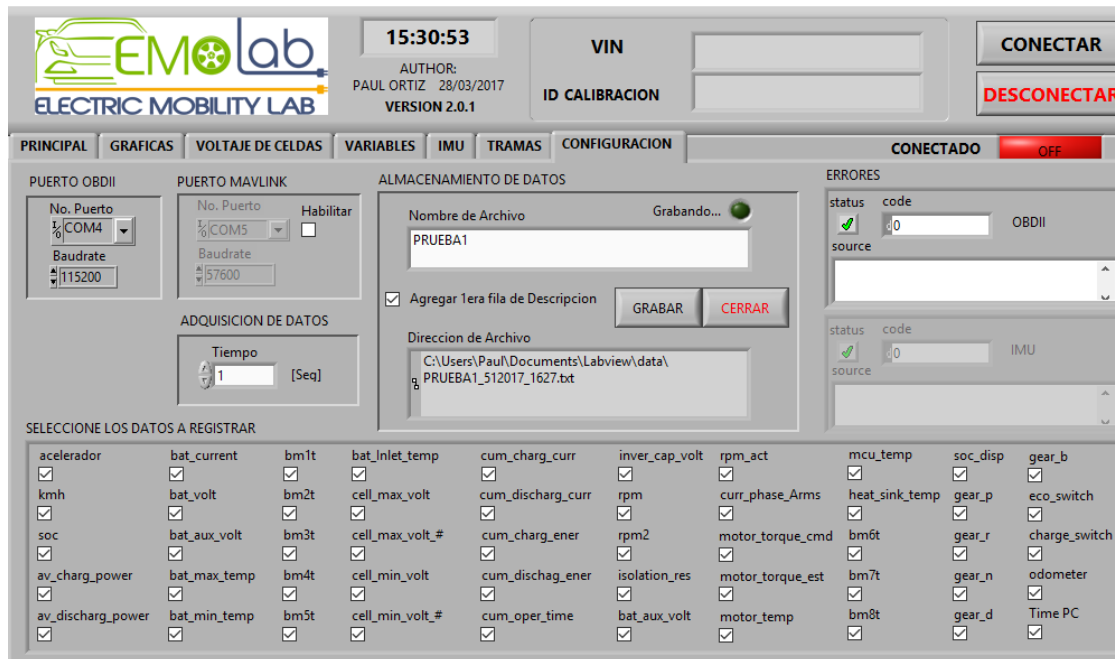 EMOlab
ELECTRIC MOBILITY LAB
15:30:53
AUTHOR:
PAUL ORTIZ 28/03/2017
VERSION 2.0.1
VIN
ID CALIBRACION
CONECTAR
DESCONECTAR
PRINCIPAL GRAFICAS VOLTAJE DE CELDAS VARIABLES IMU TRAMAS CONFIGURACION CONECTADO OFF
PUERTO OBDII
No. Puerto
COM4
Baudrate
115200
PUERTO MAVLINK
No. Puerto Habilitar
COM5
Baudrate
57600
ADQUISICION DE DATOS
Tiempo
1 [Seq]
ALMACENAMIENTO DE DATOS
Nombre de Archivo Grabando...
PRUEBA1
Agregar 1era fila de Descripcion GRABAR CERRAR
Direccion de Archivo
C:\Users\Paul\Documents\Labview\data\
PRUEBA1_512017_1627.txt
ERRORES
status code
0 OBDII
source
status code
0 IMU
source
SELECCIONE LOS DATOS A REGISTRAR
acelerador bat_current bm1t bat_Inlet_temp cum_charg_curr inver_cap_volt rpm_act mcu_temp soc_disp gear_b
kmh bat_volt bm2t cell_max_volt cum_discharg_curr rpm curr_phase_Arms heat_sink_temp gear_p eco_switch
soc bat_aux_volt bm3t cell_max_volt_# cum_charg_ener rpm2 motor_torque_cmd bm6t gear_r charge_switch
av_charg_power bat_max_temp bm4t cell_min_volt cum_dischag_ener isolation_res motor_torque_est bm7t gear_n odometer
av_discharg_power bat_min_temp bm5t cell_min_volt_# cum_oper_time bat_aux_volt motor_temp bm8t gear_d Time PC